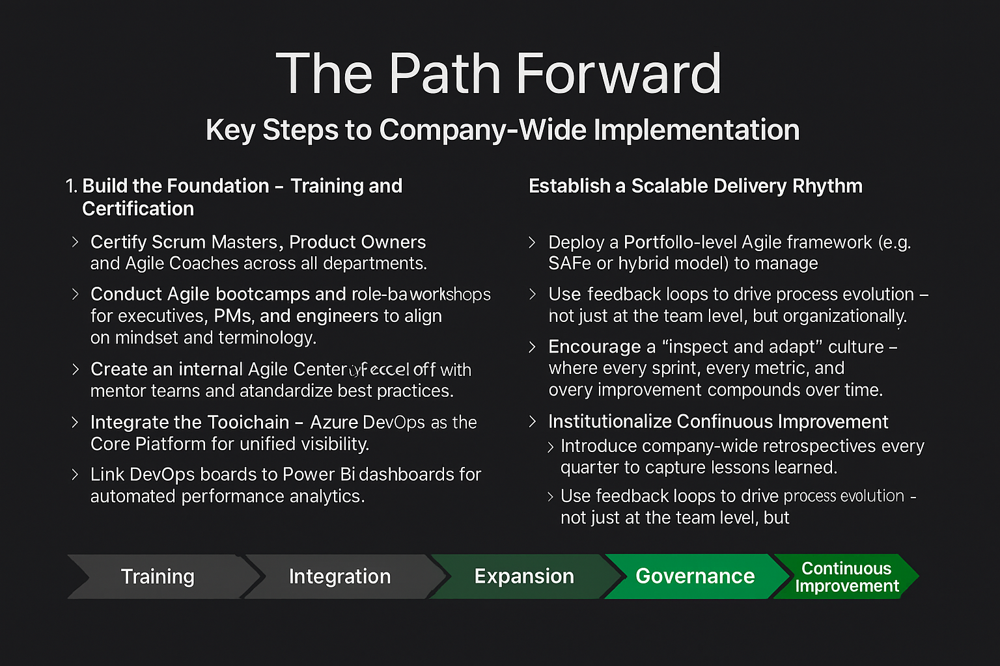 The Path Forward
Key Steps to Company-Wide Implementation
1. Build the Foundation – Training and
Certification
Certify Scrum Masters, Product Owners
and Agile Coaches across all departments.
Conduct Agile bootcamps and role-ba workshops
for executives, PMs, and engineers to align
on mindset and terminology.
Create an internal Agile Center off with
mentor tearns and atandardize best practices.
Integrate the Tooichain – Azure DevOps as the
Core Piatform for unified visibility.
Link DevOps boards to Power Bi dashboards for
automated performance analytics.
Establish a Scalable Delivery Rhythm
Deploy a Portfollo-level Agile framework (e.g.
SAFe or hybrid model) to manage
Use feedback loops to drive process evolution –
not just at the team level, but organizationally.
Encourage a “inspect and adapt” culture –
where every sprint, every metric, and
overy improvement compounds over time.
Institutionalize Confinuous Improvement
Introduce company-wide retrospectives every
quarter to capture lessons learned.
Use feedback loops to drive process evolution -
not just at the team level, but
Training
Integration
Expansion
Governance
Continuous
Improvement